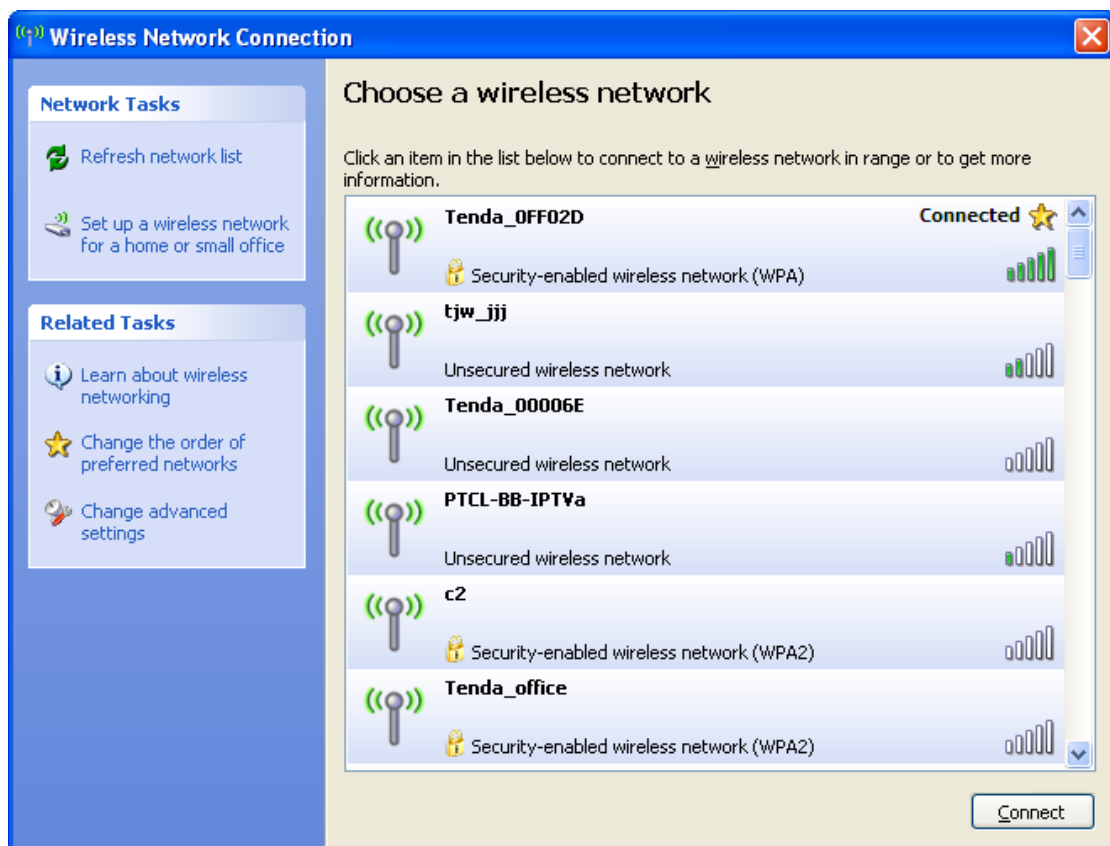 Wireless Network Connection
Network Tasks
Refresh network list
Set up a wireless network
for a home or small office
Related Tasks
Learn about wireless
networking
Change the order of
preferred networks
Change advanced
settings
Choose a wireless network
Click an item in the list below to connect to a wireless network in range or to get more
information.
Tenda_0FF02D Connected
Security-enabled wireless network (WPA)
tjw_jjj
Unsecured wireless network
Tenda_00006E
Unsecured wireless network
PTCL-BB-IPTVa
Unsecured wireless network
c2
Security-enabled wireless network (WPA2)
Tenda_office
Security-enabled wireless network (WPA2)
Connect